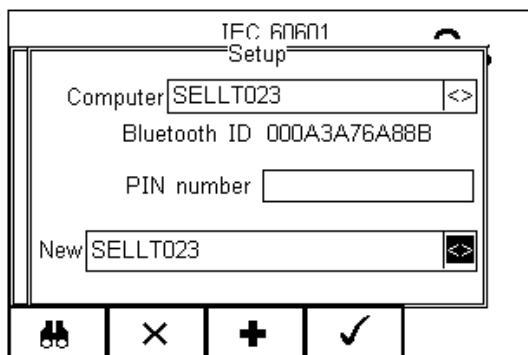 IEC 60601
Setup
Computer SELLT023 <>
Bluetooth ID 000A3A76A88B
PIN number
New SELLT023 <>